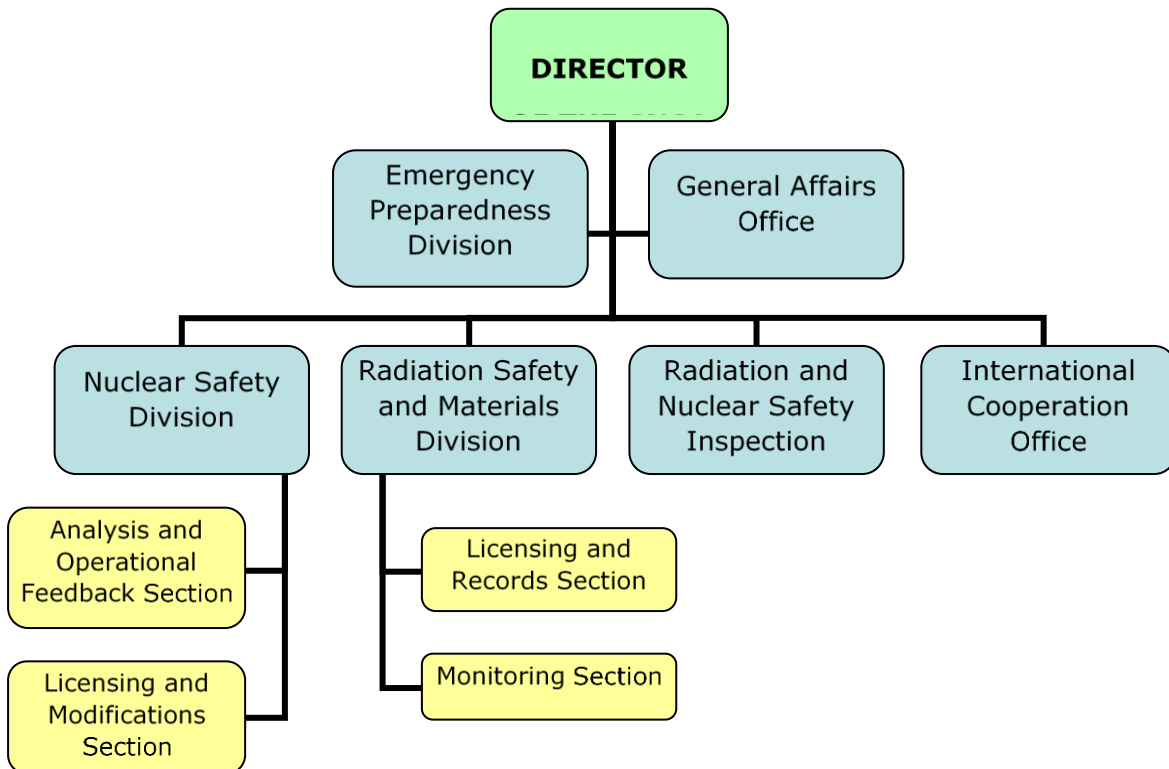 DIRECTOR
Emergency
Preparedness
Division
General Affairs
Office
Nuclear Safety
Division
Radiation Safety
and Materials
Division
Radiation and
Nuclear Safety
Inspection
International
Cooperation
Office
Analysis and
Operational
Feedback Section
Licensing and
Records Section
Monitoring Section
Licensing and
Modifications
Section